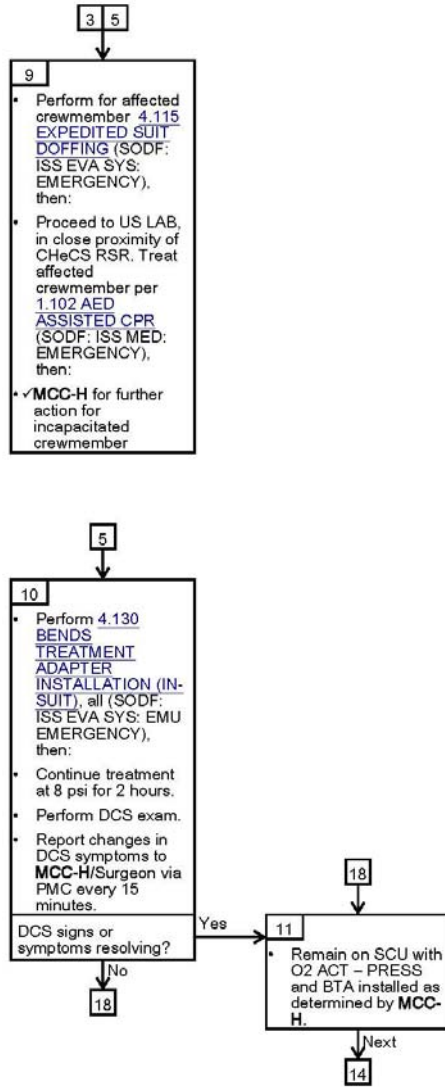 3 5
9
• Perform for affected
crewmember 4.115
EXPEDITED SUIT
DOFFING (SODF:
ISS EVA SYS:
EMERGENCY),
then:
• Proceed to US LAB,
in close proximity of
CHeCS RSR. Treat
affected
crewmember per
1.102 AED
ASSISTED CPR
(SODF: ISS MED:
EMERGENCY),
then:
• ✓MCC-H for further
action for
incapacitated
crewmember
5
10
• Perform 4.130
BENDS
TREATMENT
ADAPTER
INSTALLATION (IN-
SUIT), all (SODF:
ISS EVA SYS: EMU
EMERGENCY),
then:
• Continue treatment
at 8 psi for 2 hours.
• Perform DCS exam.
• Report changes in
DCS symptoms to
MCC-H/Surgeon via
PMC every 15
minutes.
DCS signs or
symptoms resolving?
Yes
No
18
18
11
• Remain on SCU with
O2 ACT – PRESS
and BTA installed as
determined by MCC-
H.
Next
14